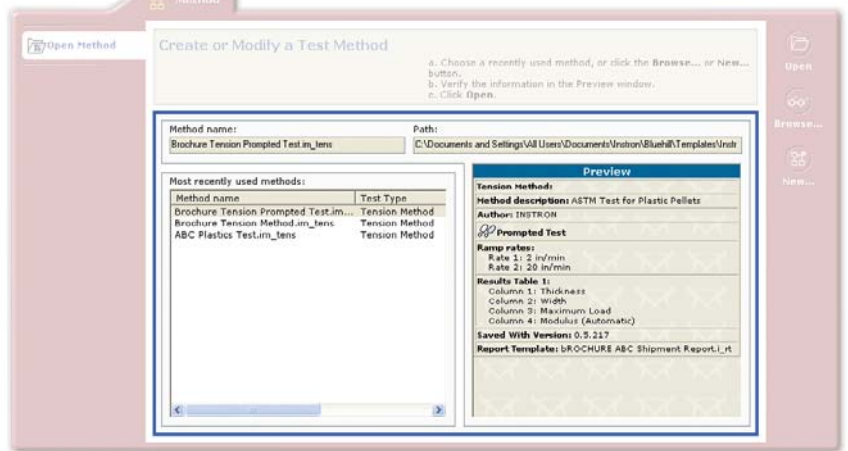 Method
Open Method
Create or Modify a Test Method
a. Choose a recently used method, or click the Browse... or New...
button.
b. Verify the information in the Preview window.
c. Click Open.
Open
Browse...
New...
Method name:
Brochure Tension Prompted Test.im_tens
Path:
C:\Documents and Settings\All Users\Documents\Instron\Bluehill\Templates\Instr
Most recently used methods:
Method name Test Type
Brochure Tension Prompted Test.im... Tension Method
Brochure Tension Method.im_tens Tension Method
ABC Plastics Test.im_tens Tension Method
Preview
Tension Method:
Method description: ASTM Test for Plastic Pellets
Author: INSTRON
Prompted Test
Ramp rates:
Rate 1: 2 in/min
Rate 2: 20 in/min
Results Table 1:
Column 1: Thickness
Column 2: Width
Column 3: Maximum Load
Column 4: Modulus (Automatic)
Saved With Version: 0.5.217
Report Template: bROCHURE ABC Shipment Report.i_rt